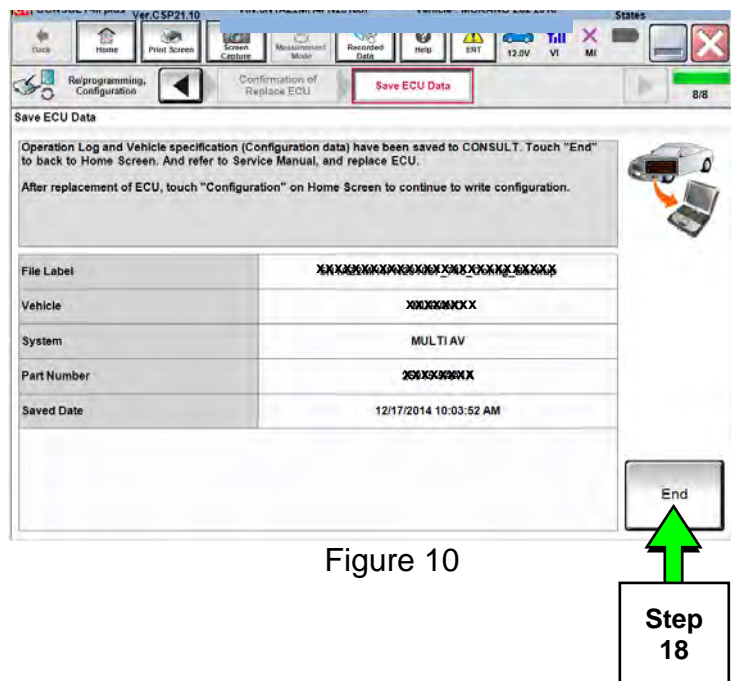 Ver.CSP21.10
States
Back Home Print Screen Screen Capture Measurement Mode Recorded Data Help ERT 12.0V VI MI
Re/programming, Configuration Confirmation of Replace ECU Save ECU Data 8/8
Save ECU Data
Operation Log and Vehicle specification (Configuration data) have been saved to CONSULT. Touch "End"
to back to Home Screen. And refer to Service Manual, and replace ECU.
After replacement of ECU, touch "Configuration" on Home Screen to continue to write configuration.
File Label
Vehicle
System MULTI AV
Part Number
Saved Date 12/17/2014 10:03:52 AM
End
Figure 10
Step
18